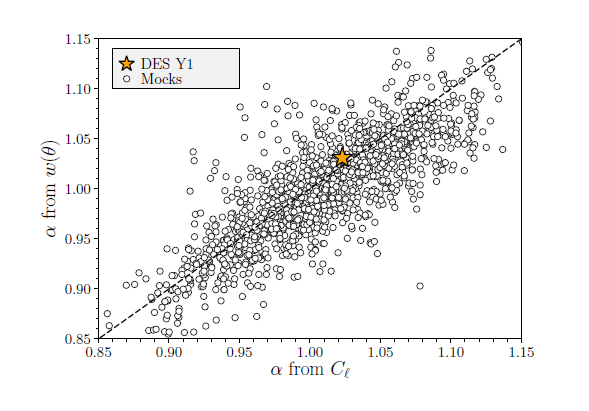 1.15
DES Y1
Mocks
1.10
1.05
1.00
0.95
0.90
0.85
α from w(θ)
0.85 0.90 0.95 1.00 1.05 1.10 1.15
α from Cℓ